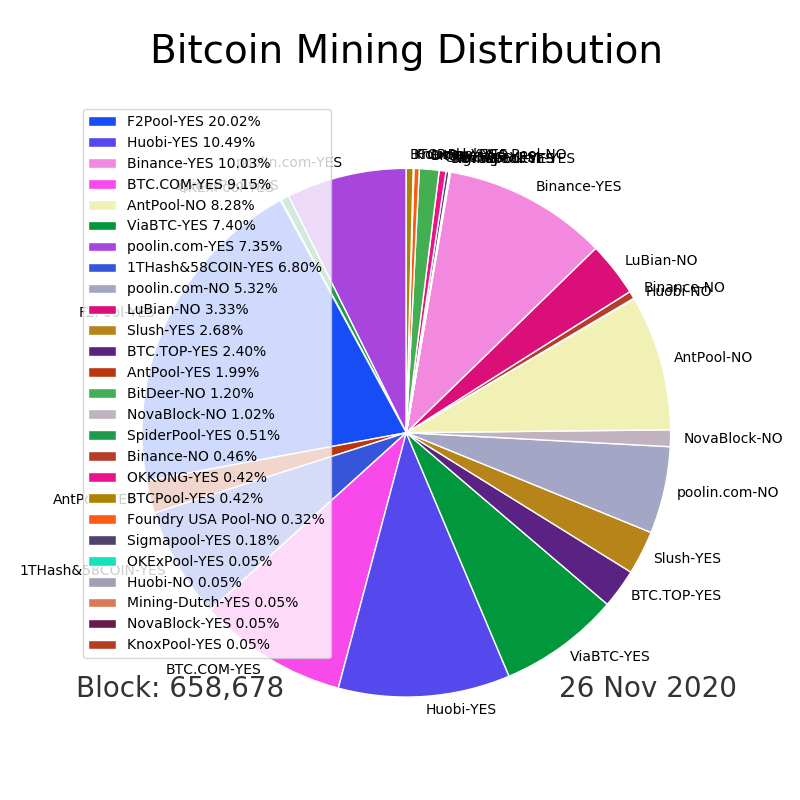 Bitcoin Mining Distribution
F2Pool-YES 20.02%
Huobi-YES 10.49%
Binance-YES 10.03%
BTC.COM-YES 9.15%
AntPool-NO 8.28%
ViaBTC-YES 7.40%
poolin.com-YES 7.35%
1THash&58COIN-YES 6.80%
poolin.com-NO 5.32%
LuBian-NO 3.33%
Slush-YES 2.68%
BTC.TOP-YES 2.40%
AntPool-YES 1.99%
BitDeer-NO 1.20%
NovaBlock-NO 1.02%
SpiderPool-YES 0.51%
Binance-NO 0.46%
OKKONG-YES 0.42%
BTCPool-YES 0.42%
Foundry USA Pool-NO 0.32%
Sigmapool-YES 0.18%
OKExPool-YES 0.05%
Huobi-NO 0.05%
Mining-Dutch-YES 0.05%
NovaBlock-YES 0.05%
KnoxPool-YES 0.05%
poolin.com-YES
Binance-YES
LuBian-NO
Binance-NO
Huobi-NO
AntPool-NO
NovaBlock-NO
poolin.com-NO
Slush-YES
BTC.TOP-YES
ViaBTC-YES
Huobi-YES
BTC.COM-YES
1THash&58COIN-YES
AntPool-YES
F2Pool-YES
Block: 658,678
26 Nov 2020